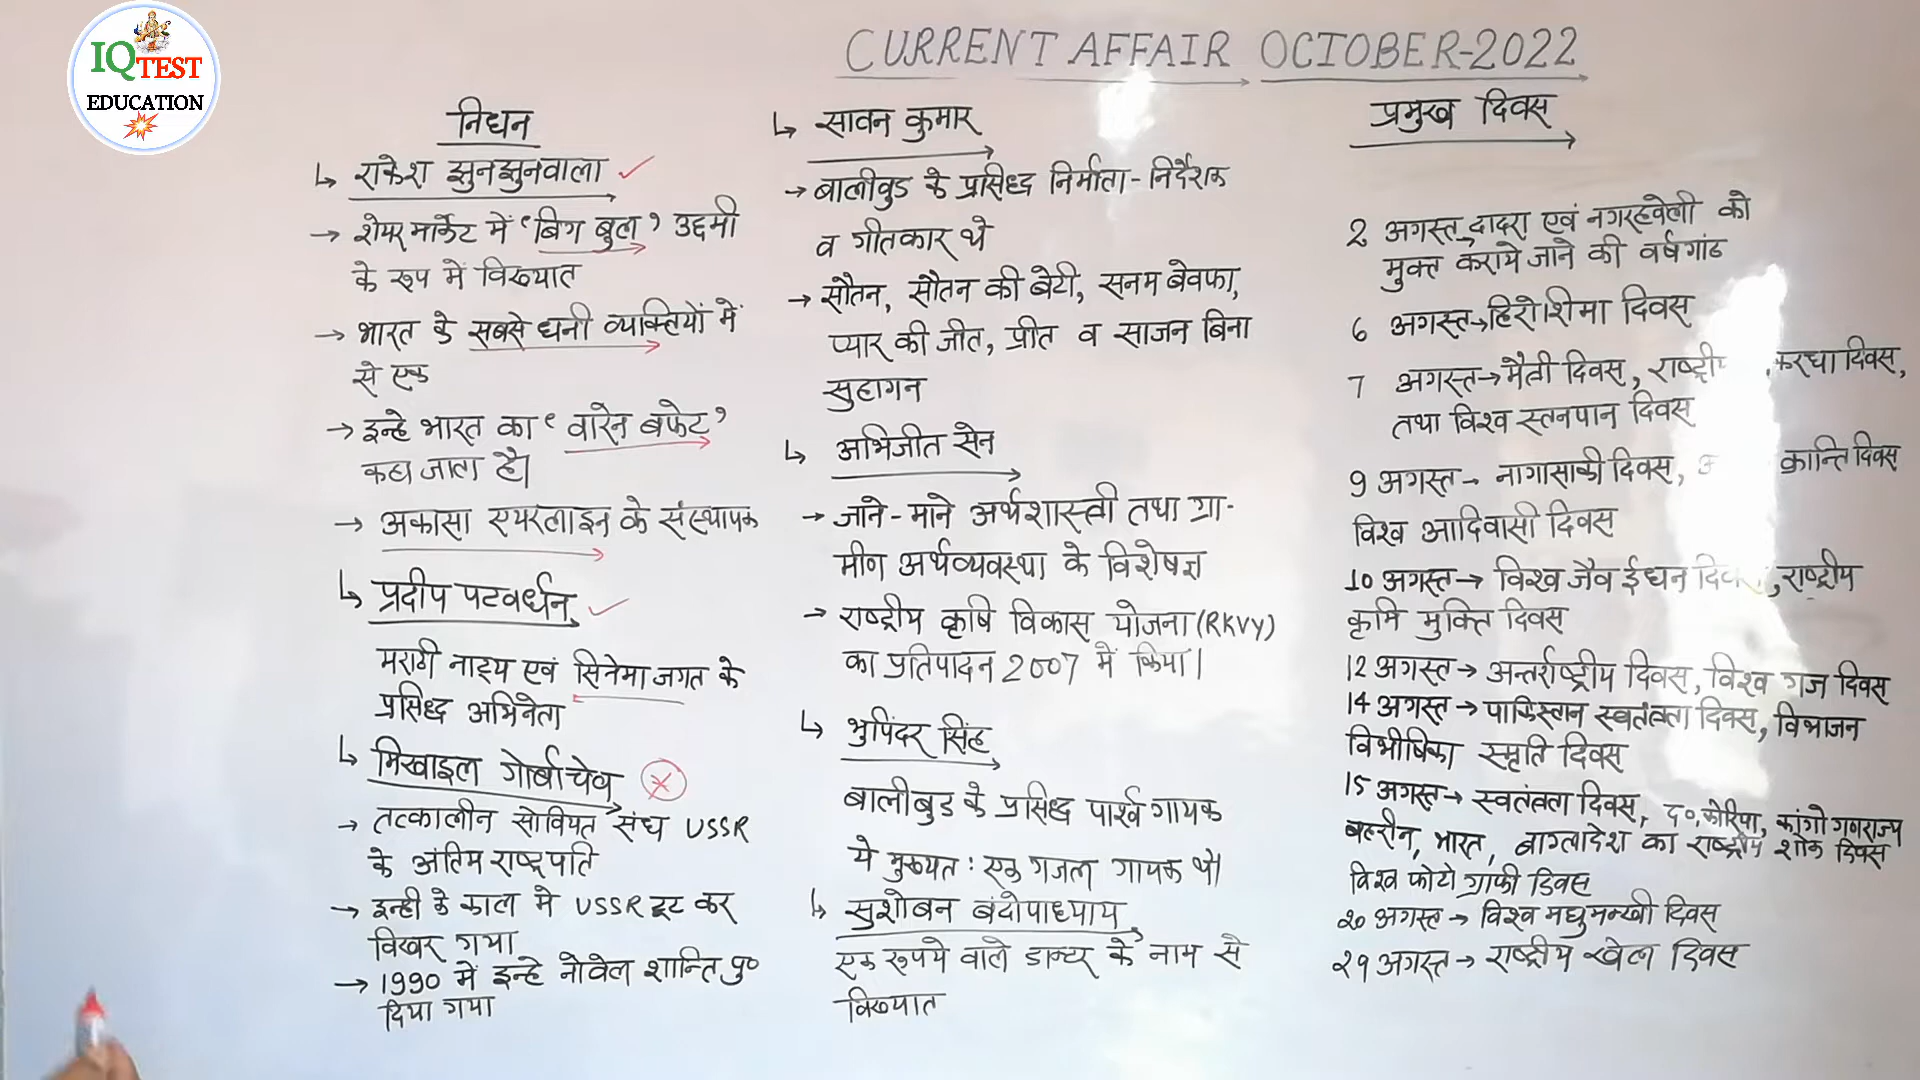 IQ TEST
EDUCATION
CURRENT AFFAIR OCTOBER-2022
निधन
↳ राकेश झुनझुनवाला ✓
→ शेयर मार्केट में ‘बिग बुल’ उद्दमी
के रूप में विख्यात
→ भारत के सबसे धनी व्यक्तियों में
से एक
→ इन्हे भारत का ‘वारेन बफेट’
कहा जाता है।
→ अकासा एयरलाइन के संस्थापक
↳ प्रदीप पटवर्धन ✓
मराठी नाट्य एवं सिनेमा जगत के
प्रसिध्द अभिनेता
↳ मिखाइल गोर्बाचेव
→ तत्कालीन सोवियत संघ USSR
के अंतिम राष्ट्रपति
→ इन्ही के काल मे USSR टूट कर
विखर गया
→ 1990 में इन्हे नोवेल शान्ति पु०
दिया गया
↳ सावन कुमार
→ बालीवुड के प्रसिध्द निर्माता-निर्देशक
व गीतकार थे
→ सौतन, सौतन की बेटी, सनम बेवफा,
प्यार की जीत, प्रीत व साजन बिना
सुहागन
↳ अभिजीत सेन
→ जाने-माने अर्थशास्त्री तथा ग्रा-
मीण अर्थव्यवस्था के विशेषज्ञ
→ राष्ट्रीय कृषि विकास योजना (RKVY)
का प्रतिपादन 2007 में किया।
↳ भुपिंदर सिंह
बालीबुड के प्रसिध्द पार्श्व गायक
ये मुख्यत: एक गजल गायक थे।
↳ सुशोबन बंदोपाध्याय
एक रूपये वाले डाक्टर के नाम से
विख्यात
प्रमुख दिवस
2 अगस्त→ दादरा एवं नगरहवेली को
मुक्त कराये जाने की वर्षगांठ
6 अगस्त→ हिरोशिमा दिवस
7 अगस्त→ मैत्री दिवस, करघा दिवस,
तथा विश्व स्तनपान दिवस
9 अगस्त→ नागासाकी दिवस, क्रान्ति दिवस
विश्व आदिवासी दिवस
10 अगस्त→ विश्व जैव ईधन, राष्ट्रीय
कृमि मुक्ति दिवस
12 अगस्त→ अन्तर्राष्ट्रीय दिवस, विश्व गज दिवस
14 अगस्त→ पाकिस्तान स्वतंत्रता दिवस, विभाजन
विभीषिका स्मृति दिवस
15 अगस्त→ स्वतंत्रता दिवस, द०कोरिया, कांगो गणराज्य
बहरीन, भारत, बाग्लादेश का राष्ट्रीय शोक दिवस
विश्व फोटोग्राफी दिवस
20 अगस्त→ विश्व मधुमक्खी दिवस
29 अगस्त→ राष्ट्रीय खेल दिवस